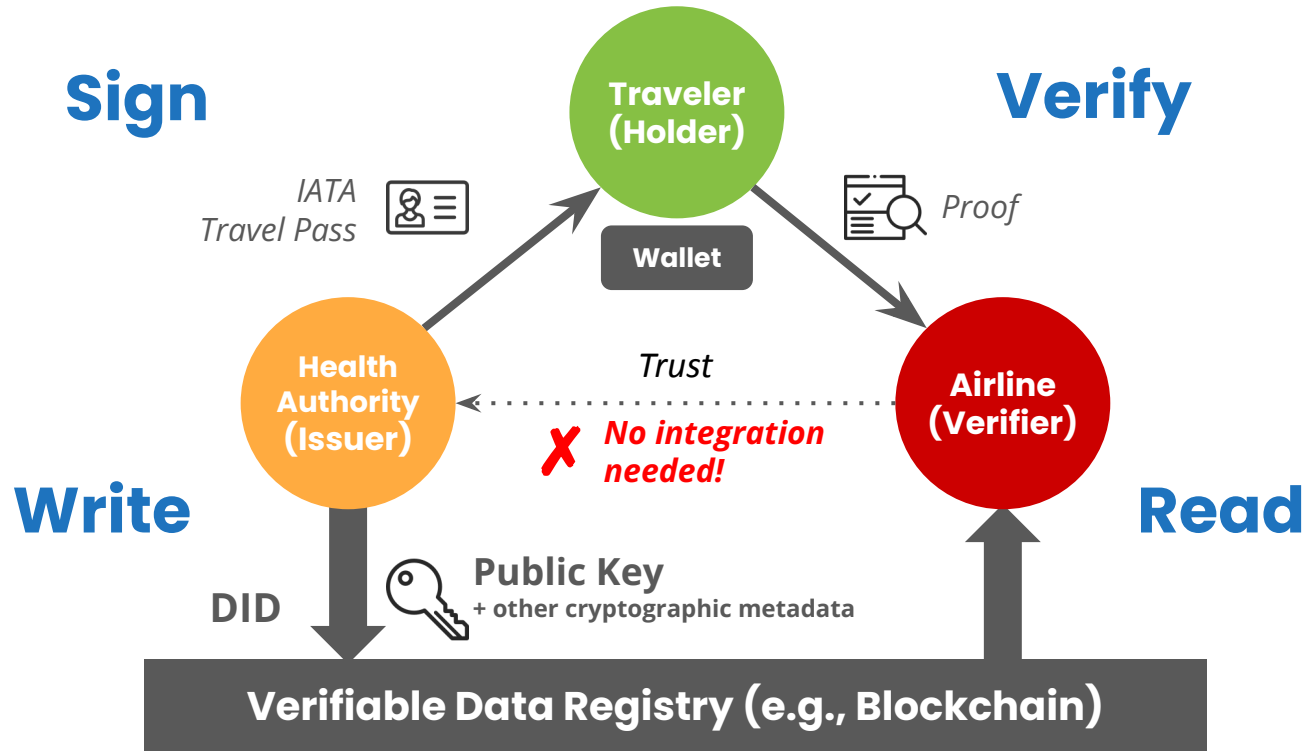 Sign
Traveler
(Holder)
Verify
IATA
Travel Pass
Proof
Wallet
Health
Authority
(Issuer)
Trust
✗ No integration
needed!
Airline
(Verifier)
Write
Read
DID
Public Key
+ other cryptographic metadata
Verifiable Data Registry (e.g., Blockchain)